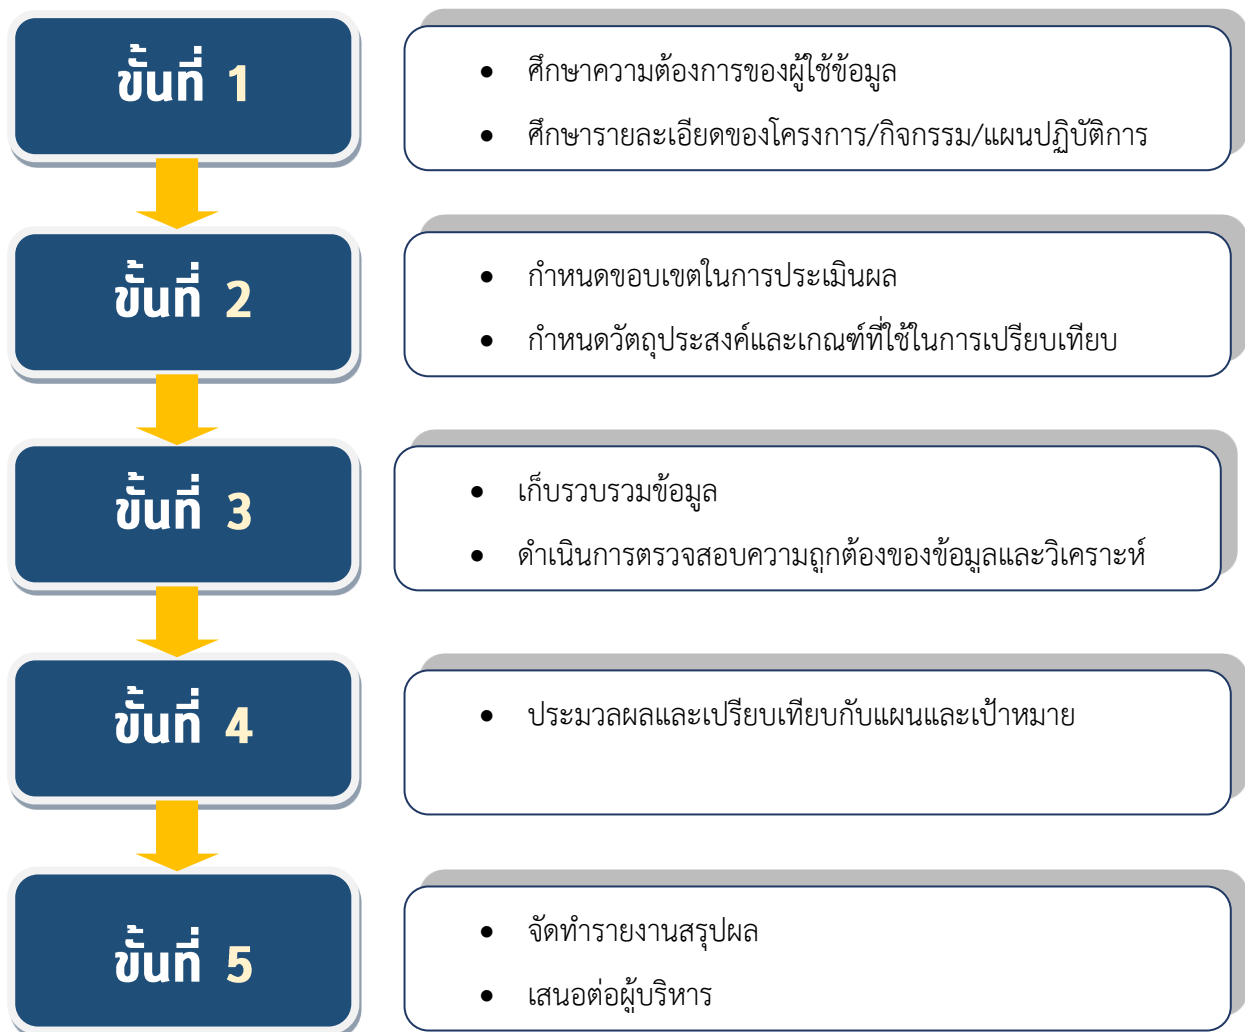 ขั้นที่ 1
• ศึกษาความต้องการของผู้ใช้ข้อมูล
• ศึกษารายละเอียดของโครงการ/กิจกรรม/แผนปฏิบัติการ
ขั้นที่ 2
• กำหนดขอบเขตในการประเมินผล
• กำหนดวัตถุประสงค์และเกณฑ์ที่ใช้ในการเปรียบเทียบ
ขั้นที่ 3
• เก็บรวบรวมข้อมูล
• ดำเนินการตรวจสอบความถูกต้องของข้อมูลและวิเคราะห์
ขั้นที่ 4
• ประมวลผลและเปรียบเทียบกับแผนและเป้าหมาย
ขั้นที่ 5
• จัดทำรายงานสรุปผล
• เสนอต่อผู้บริหาร